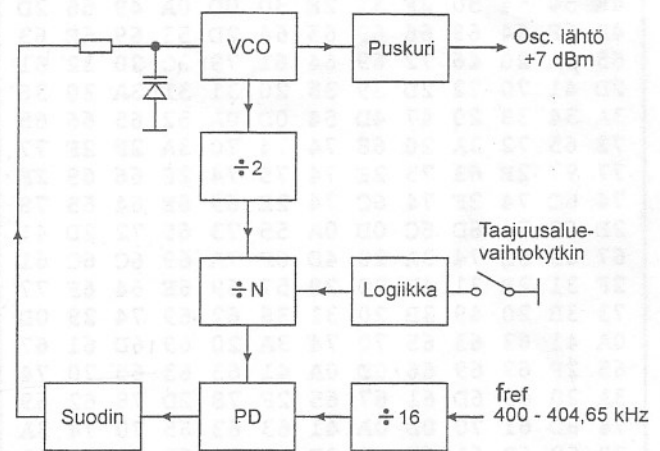 VCO
Puskuri
Osc. lähtö
+7 dBm
÷2
Taajuusalue-
vaihtokytkin
÷N
Logiikka
Suodin
PD
÷16
fref
400 - 404,65 kHz